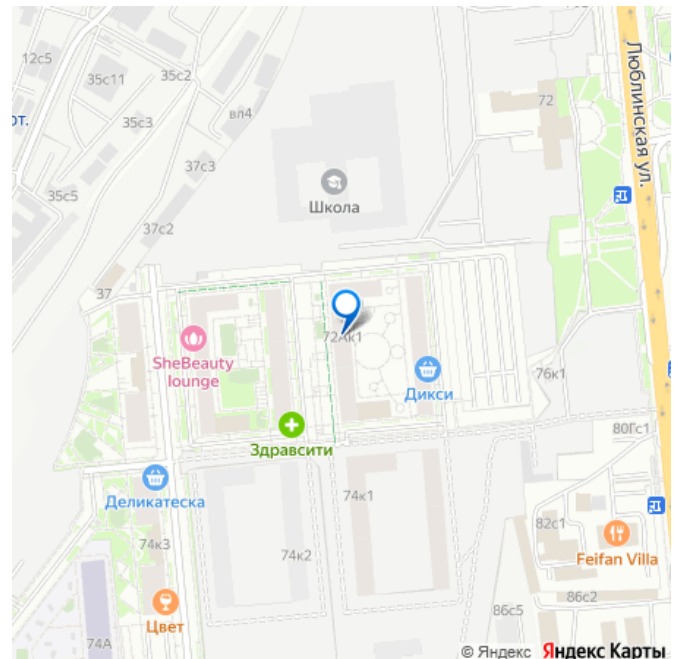 12с5
35с11
35с2
72
Люблинская ул.
от.
35с3
вл4
37с3
35с5
Школа
37с2
37
72Ак1
SheBeauty
lounge
Дикси
76к1
80Гс1
Здравсити
Деликатеска
74к1
82с1
74к3
74к2
Feifan Villa
86с2
86с5
Цвет
74А
© Яндекс Яндекс Карты